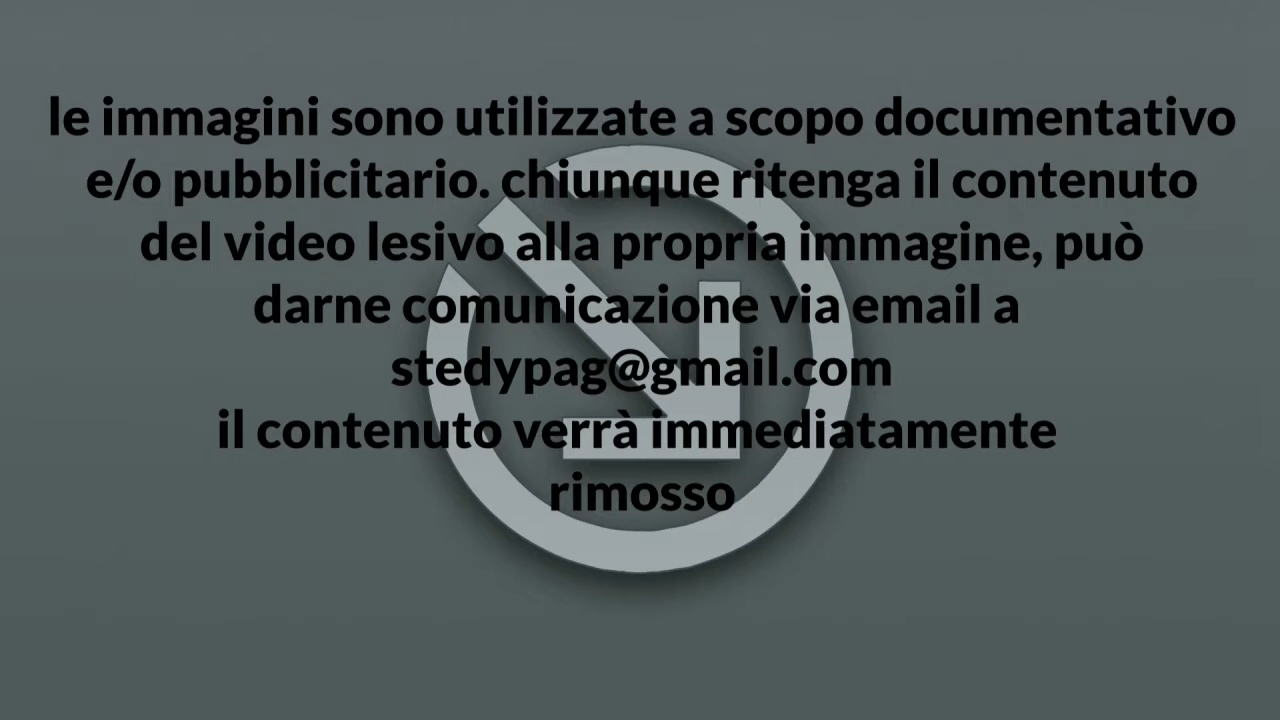 le immagini sono utilizzate a scopo documentativo
e/o pubblicitario. chiunque ritenga il contenuto
del video lesivo alla propria immagine, può
darne comunicazione via email a
stedypag@gmail.com
il contenuto verrà immediatamente
rimosso